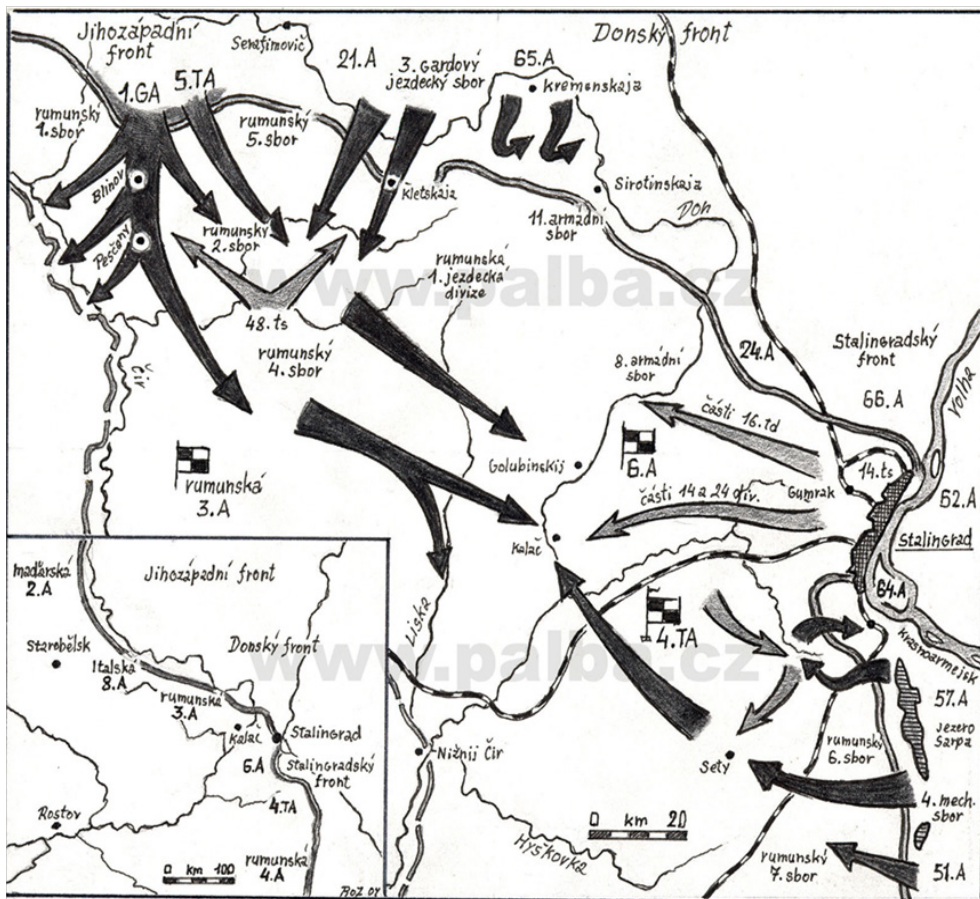 Jihozápadní
front
Serafimovič
21.A
3. Gardový
jezdecký sbor
65.A
Kremenskaja
Donský front
1.GA
5.TA
rumunský
1.sbor
rumunský
5.sbor
Blinov
Kletskaja
Sirotinskaja
Don
11.armádní
sbor
Pesčany
rumunský
2.sbor
rumunská
1.jezdecká
divize
www.palba.cz
48.ts
rumunský
4.sbor
Čir
24.A
Stalingradský
front
Volha
8.armádní
sbor
66.A
části 16.td
6.A
14.ts
rumunská
3.A
Golubinskij
části 14 a 24 div.
Gumrak
62.A
Kalač
Stalingrad
64.A
Liska
4.TA
www.palba.cz
Krasnoarmejsk
57.A
Jezero
Sarpa
Nižnij Čir
Sety
rumunský
6.sbor
4.mech.
sbor
0 km 20
Hyškovka
rumunský
7.sbor
51.A
maďarská
2.A
Jihozápadní front
Starobělsk
Donský front
Italská
8.A
rumunská
3.A
Kalač
Stalingrad
6.A
Stalingradský
front
4.TA
Rostov
0 km 100
rumunská
4.A